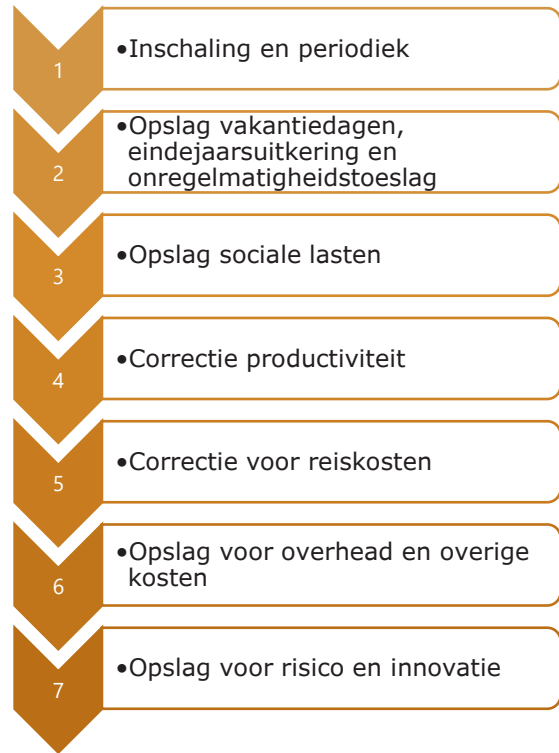 1
•Inschaling en periodiek
2
•Opslag vakantiedagen,
eindejaarsuitkering en
onregelmatigheidstoeslag
3
•Opslag sociale lasten
4
•Correctie productiviteit
5
•Correctie voor reiskosten
6
•Opslag voor overhead en overige
kosten
7
•Opslag voor risico en innovatie